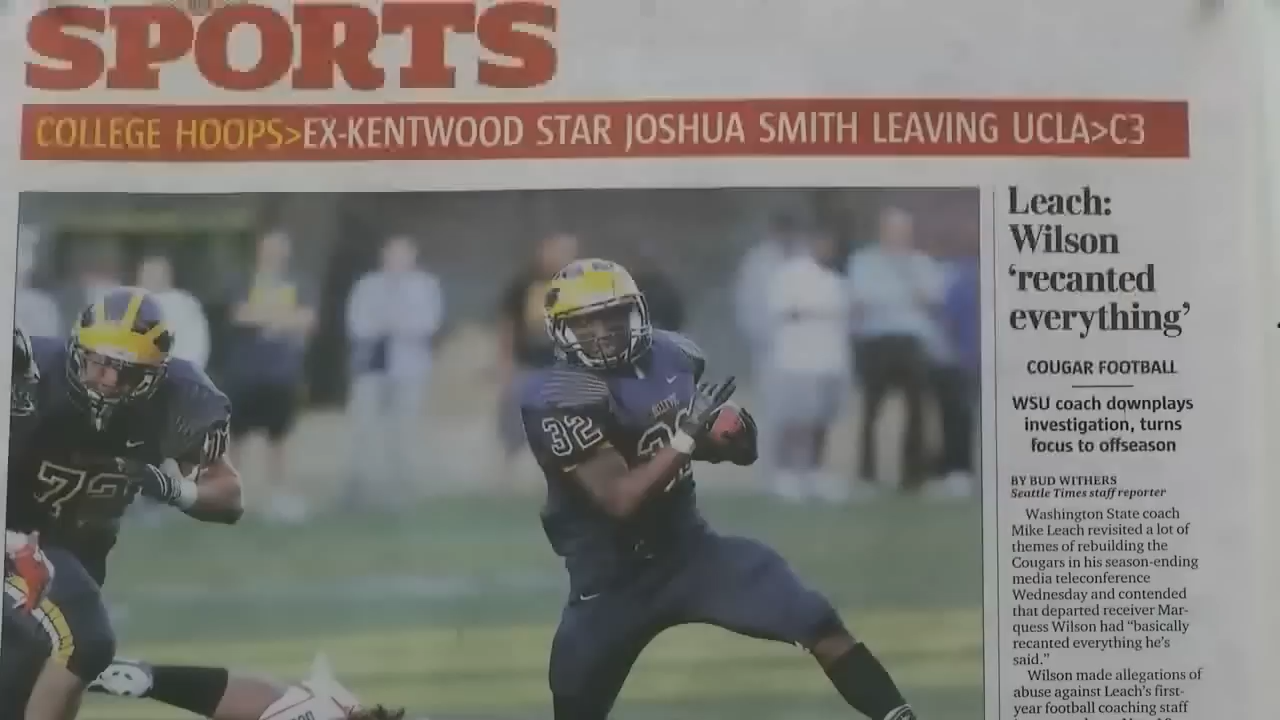 SPORTS
COLLEGE HOOPS>EX-KENTWOOD STAR JOSHUA SMITH LEAVING UCLA>C3
32
72
Leach:
Wilson
‘recanted
everything’
COUGAR FOOTBALL
WSU coach downplays
investigation, turns
focus to offseason
BY BUD WITHERS
Seattle Times staff reporter
Washington State coach
Mike Leach revisited a lot of
themes of rebuilding the
Cougars in his season-ending
media teleconference
Wednesday and contended
that departed receiver Mar-
quess Wilson had “basically
recanted everything he’s
said.”
Wilson made allegations of
abuse against Leach’s first-
year football coaching staff